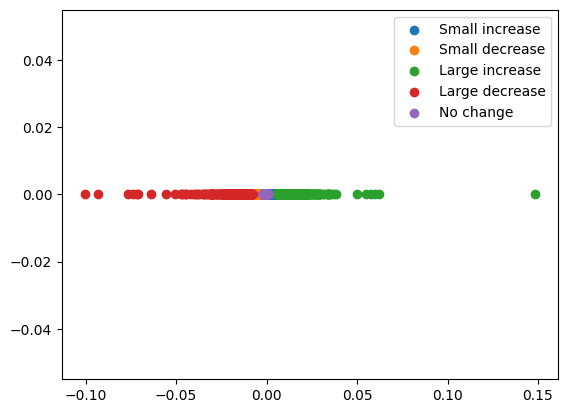 Small increase
Small decrease
Large increase
Large decrease
No change
0.04
0.02
0.00
−0.02
−0.04
−0.10
−0.05
0.00
0.05
0.10
0.15